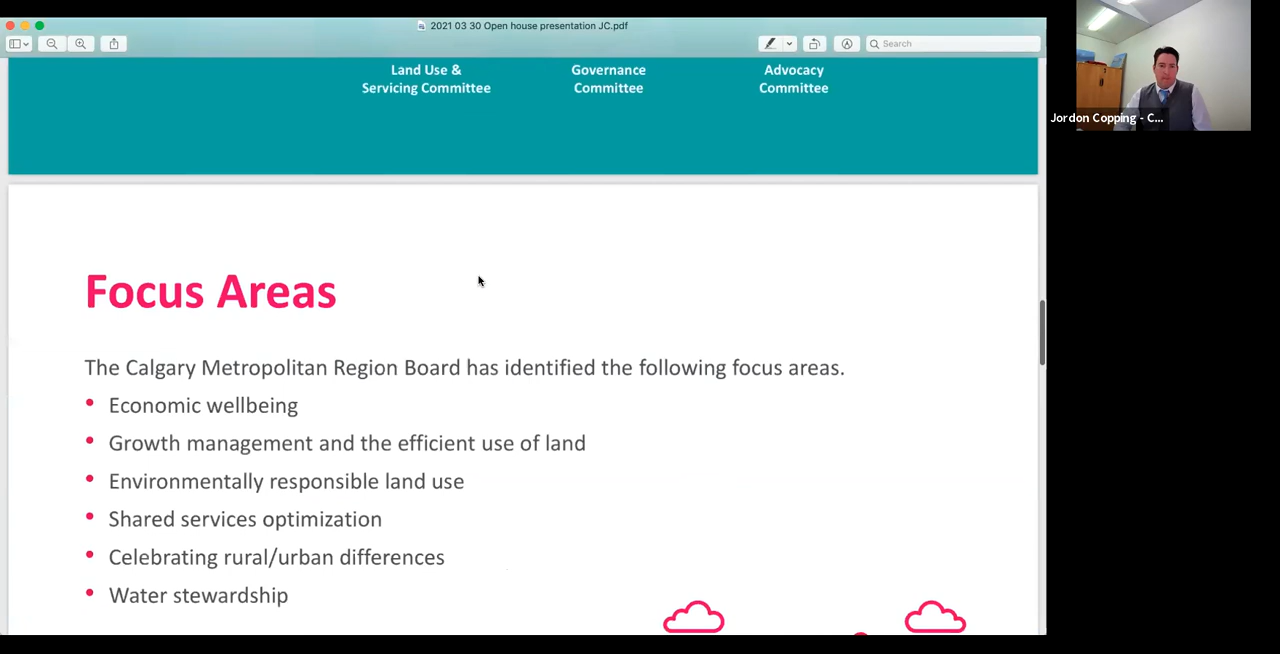 2021 03 30 Open house presentation JC.pdf
Search
Land Use &
Servicing Committee
Governance
Committee
Advocacy
Committee
Jordon Copping - C...
Focus Areas
The Calgary Metropolitan Region Board has identified the following focus areas.
• Economic wellbeing
• Growth management and the efficient use of land
• Environmentally responsible land use
• Shared services optimization
• Celebrating rural/urban differences
• Water stewardship